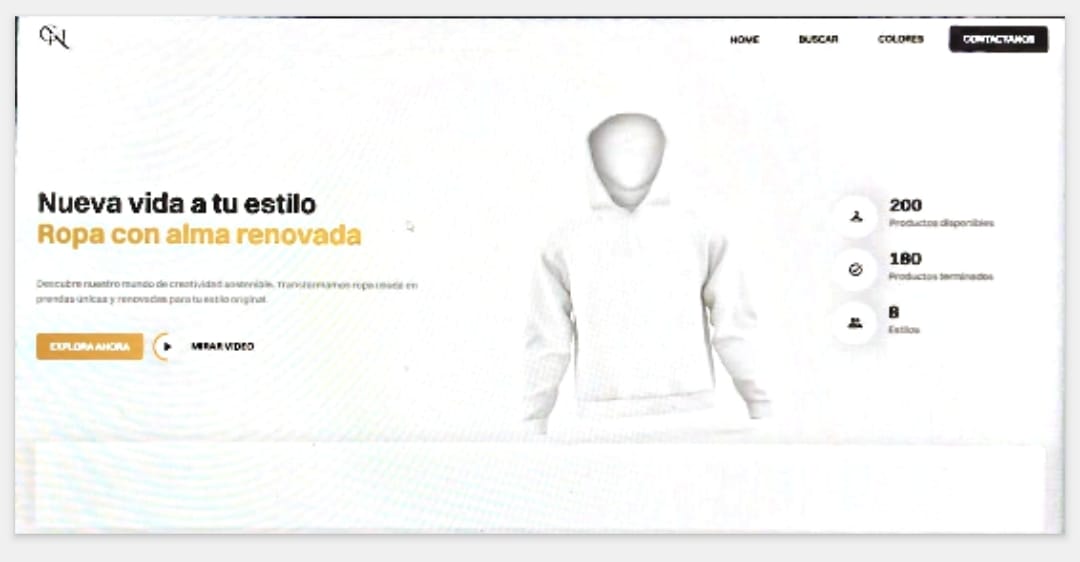 HOME
BUSCAR
COLORES
CONTACTANOS
Nueva vida a tu estilo
Ropa con alma renovada
Descubre nuestro mundo de creatividad sostenible. Transformamos ropa usada en
prendas únicas y renovadas para tu estilo original.
EXPLORA AHORA
MIRAR VIDEO
200
Productos disponibles
180
Productos terminados
8
Estilos